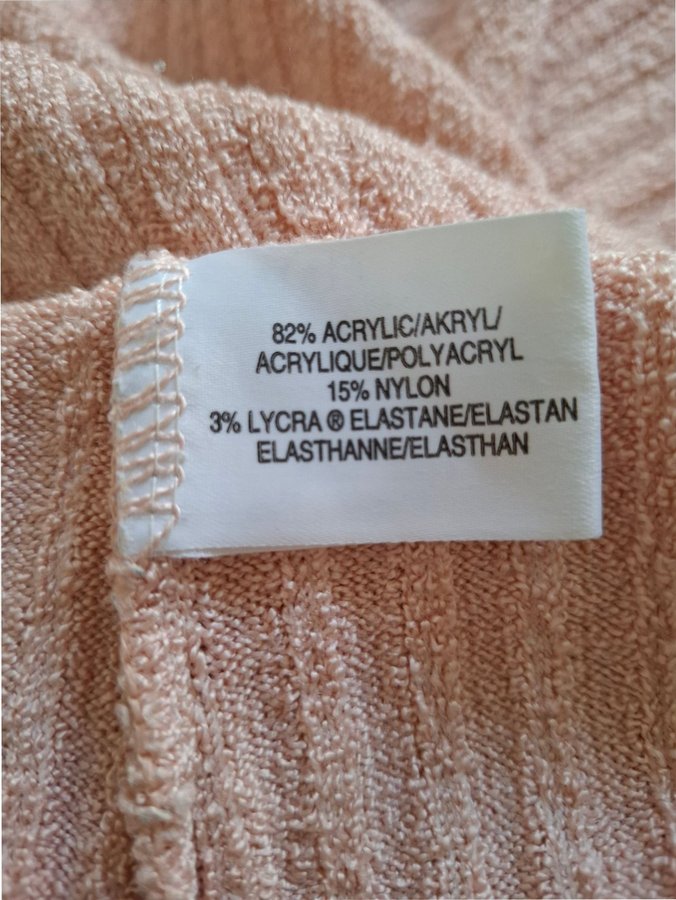 82% ACRYLIC/AKRYL/
ACRYLIQUE/POLYACRYL
15% NYLON
3% LYCRA ® ELASTANE/ELASTAN
ELASTHANNE/ELASTHAN